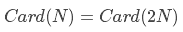 Card(N) = Card(2N)